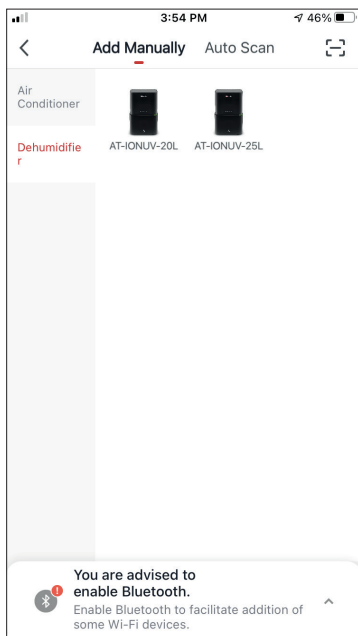 3:54 PM 46%
Add Manually Auto Scan
Air
Conditioner
Dehumidifie
r
AT-IONUV-20L AT-IONUV-25L
You are advised to
enable Bluetooth.
Enable Bluetooth to facilitate addition of
some Wi-Fi devices.